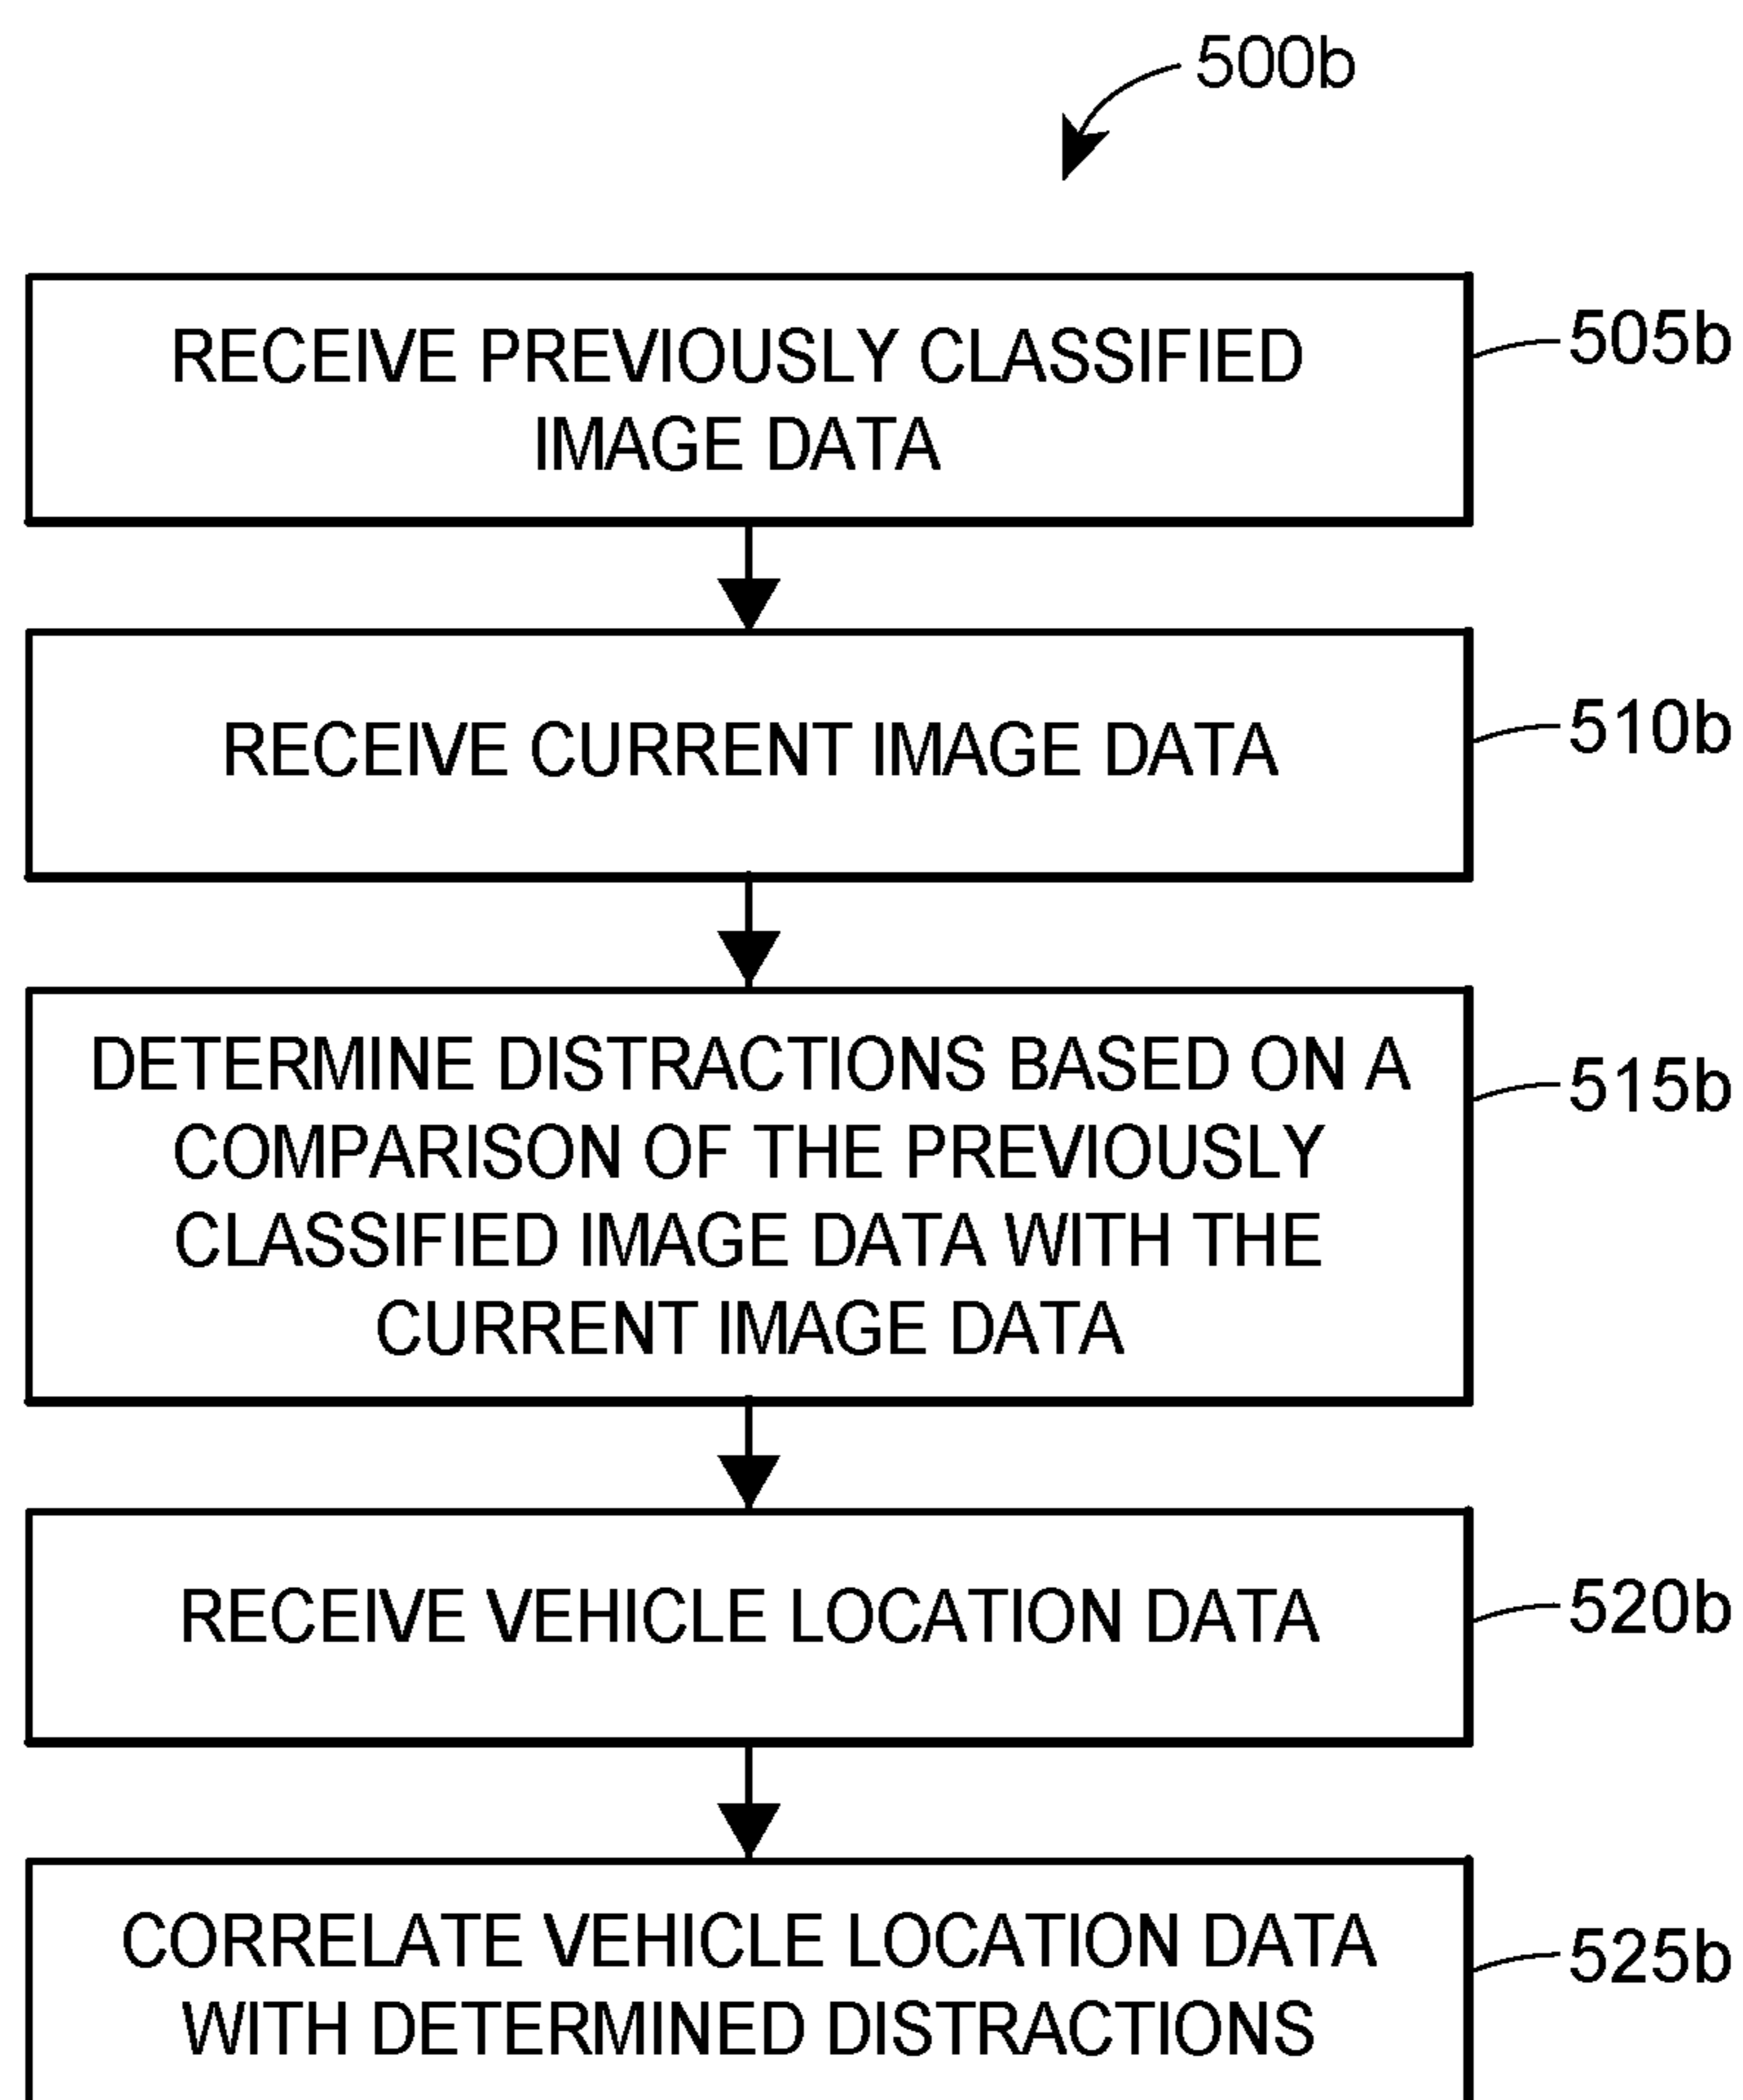 500b
RECEIVE PREVIOUSLY CLASSIFIED
IMAGE DATA
505b
RECEIVE CURRENT IMAGE DATA
510b
DETERMINE DISTRACTIONS BASED ON A
COMPARISON OF THE PREVIOUSLY
CLASSIFIED IMAGE DATA WITH THE
CURRENT IMAGE DATA
515b
RECEIVE VEHICLE LOCATION DATA
520b
CORRELATE VEHICLE LOCATION DATA
WITH DETERMINED DISTRACTIONS
525b